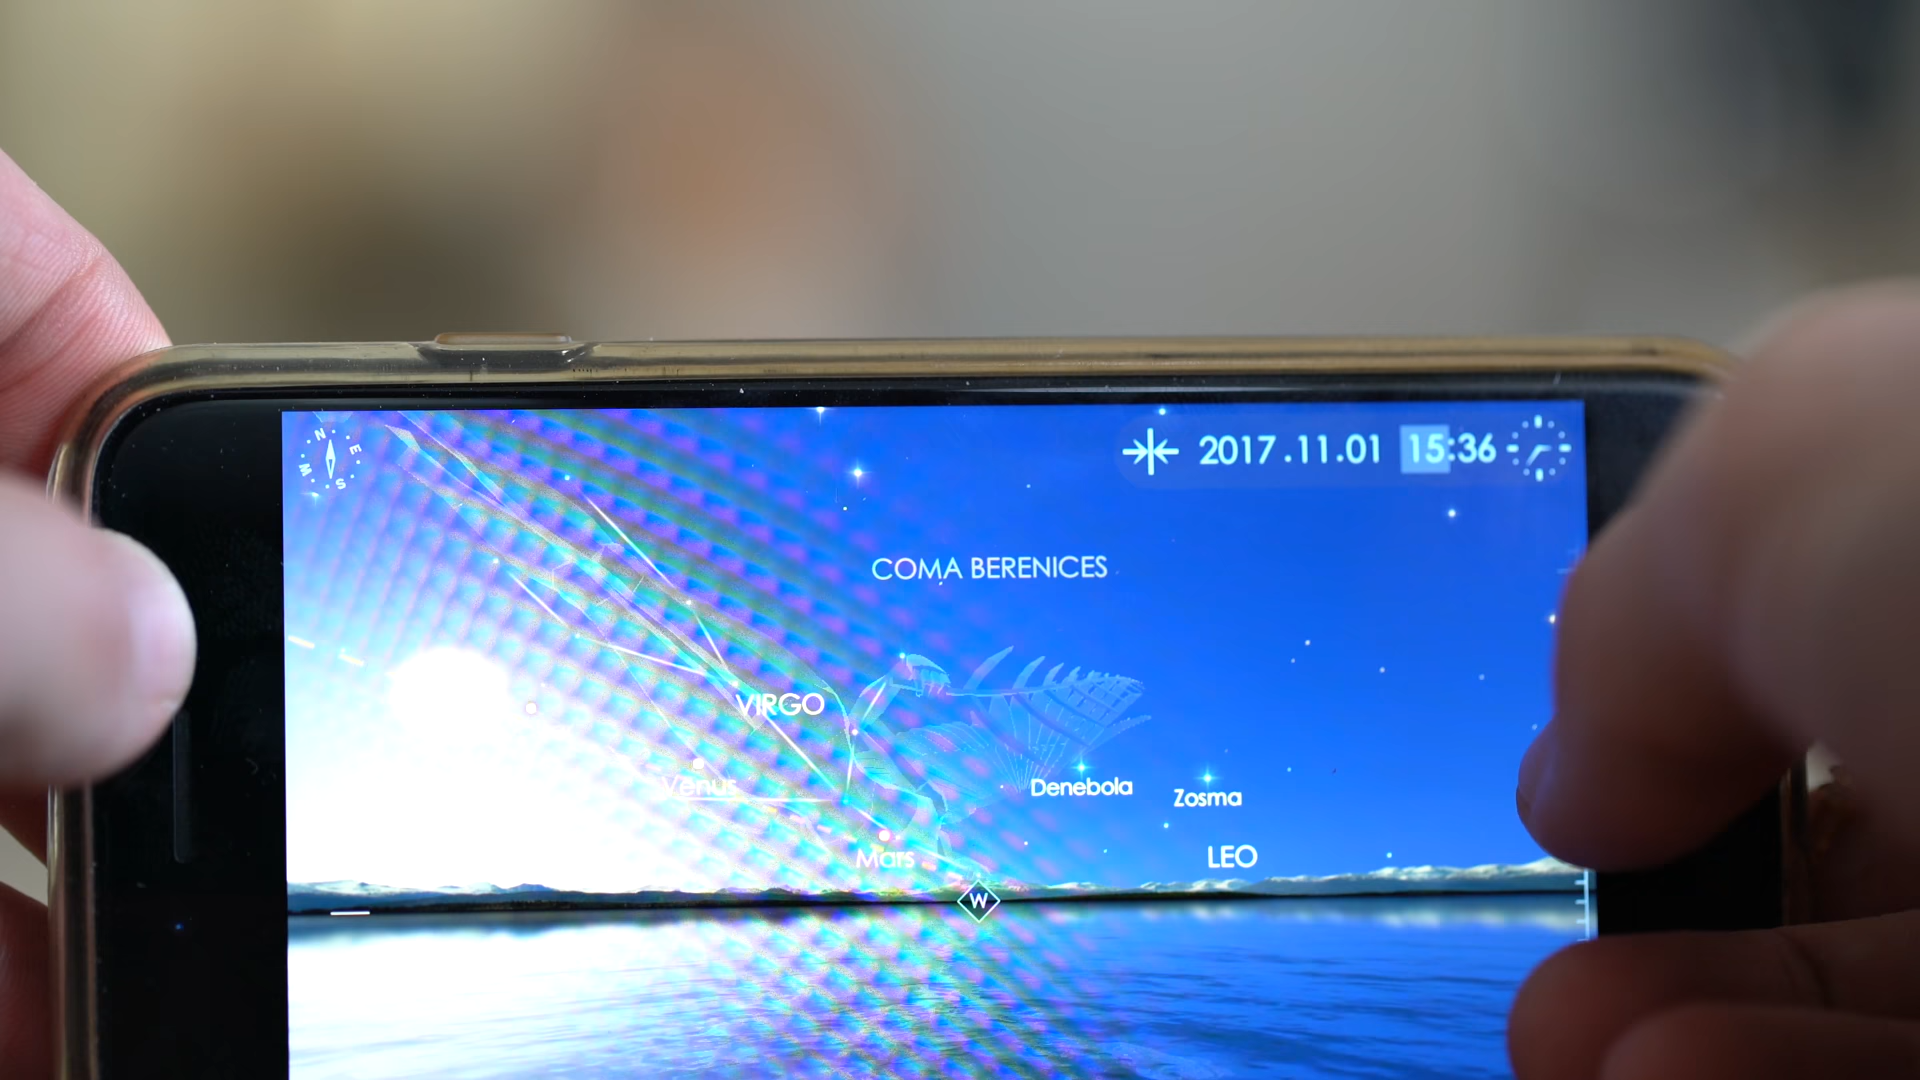 N
E
W
S
2017.11.01 15:36
COMA BERENICES
VIRGO
Venus
Denebola
Zosma
Mars
LEO
W